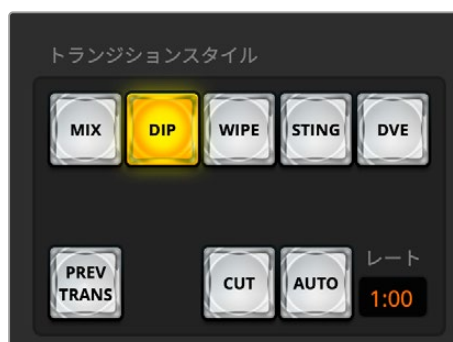 トランジションスタイル
MIX
DIP
WIPE
STING
DVE
PREV
TRANS
CUT
AUTO
レート
1:00